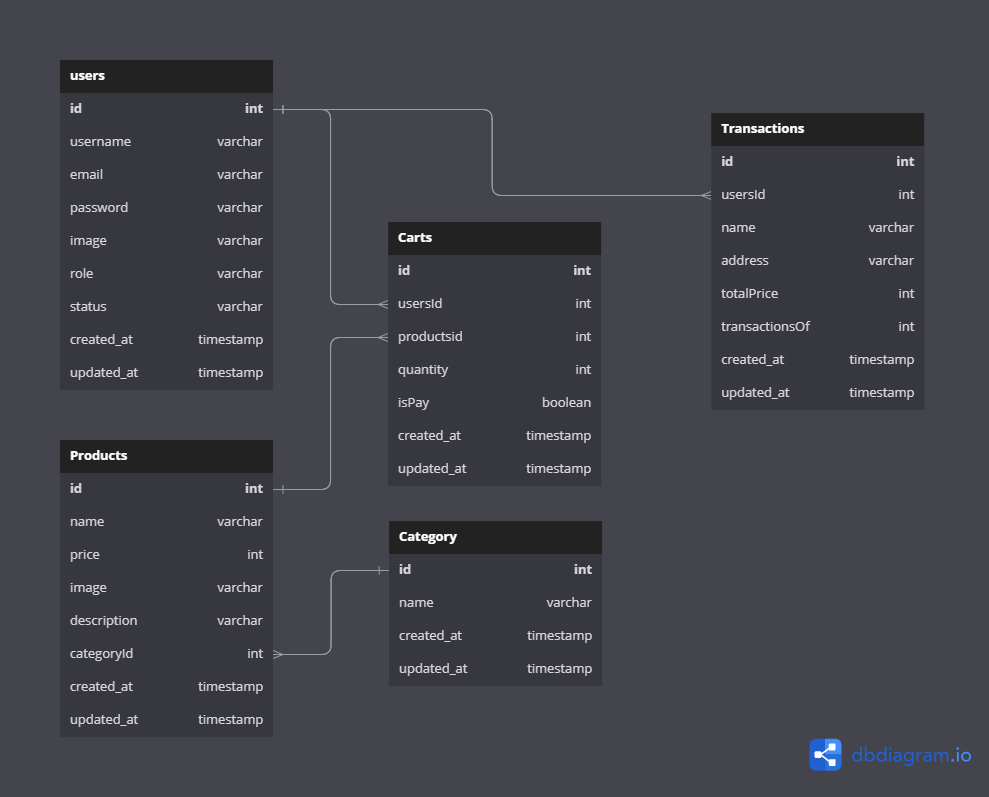 users
id int
username varchar
email varchar
password varchar
image varchar
role varchar
status varchar
created_at timestamp
updated_at timestamp
Transactions
id int
usersId int
name varchar
address varchar
totalPrice int
transactionsOf int
created_at timestamp
updated_at timestamp
Carts
id int
usersId int
productsid int
quantity int
isPay boolean
created_at timestamp
updated_at timestamp
Products
id int
name varchar
price int
image varchar
description varchar
categoryId int
created_at timestamp
updated_at timestamp
Category
id int
name varchar
created_at timestamp
updated_at timestamp
dbdiagram.io